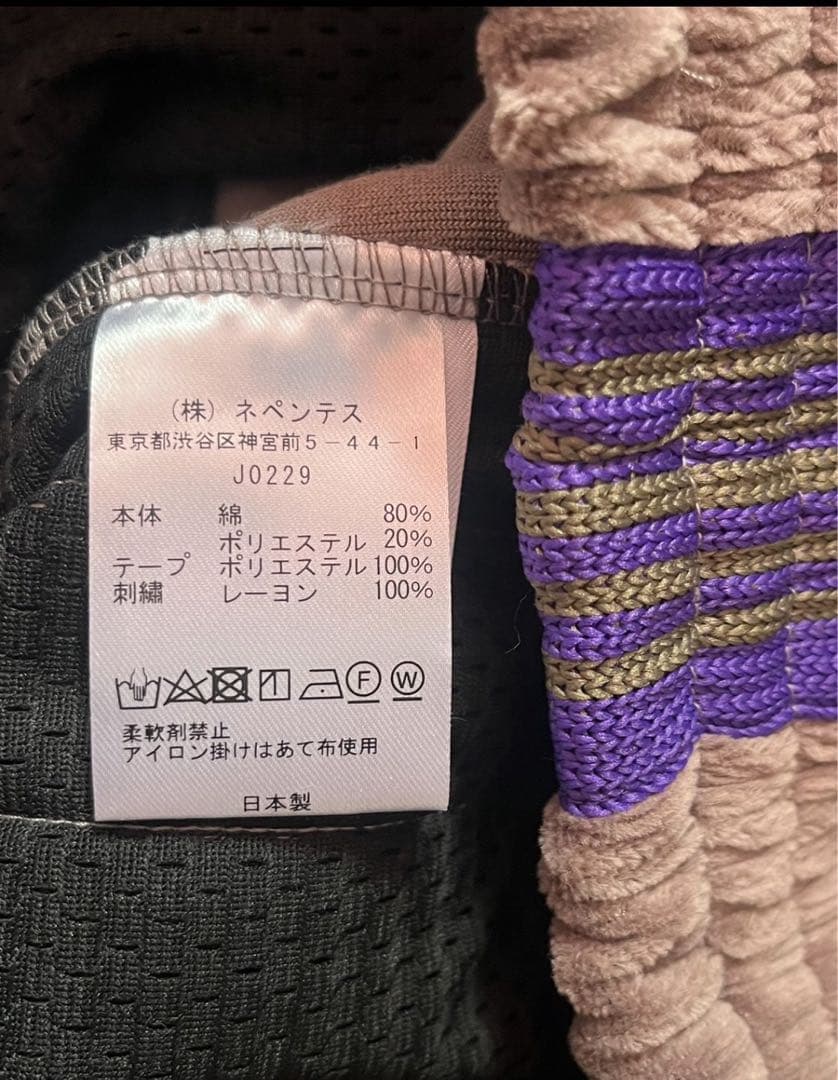 （株）ネペンテス
東京都渋谷区神宮前５－４４－１
J0229
本体 綿 80%
ポリエステル 20%
テープ ポリエステル 100%
刺繍 レーヨン 100%
F W
柔軟剤禁止
アイロン掛けはあて布使用
日本製